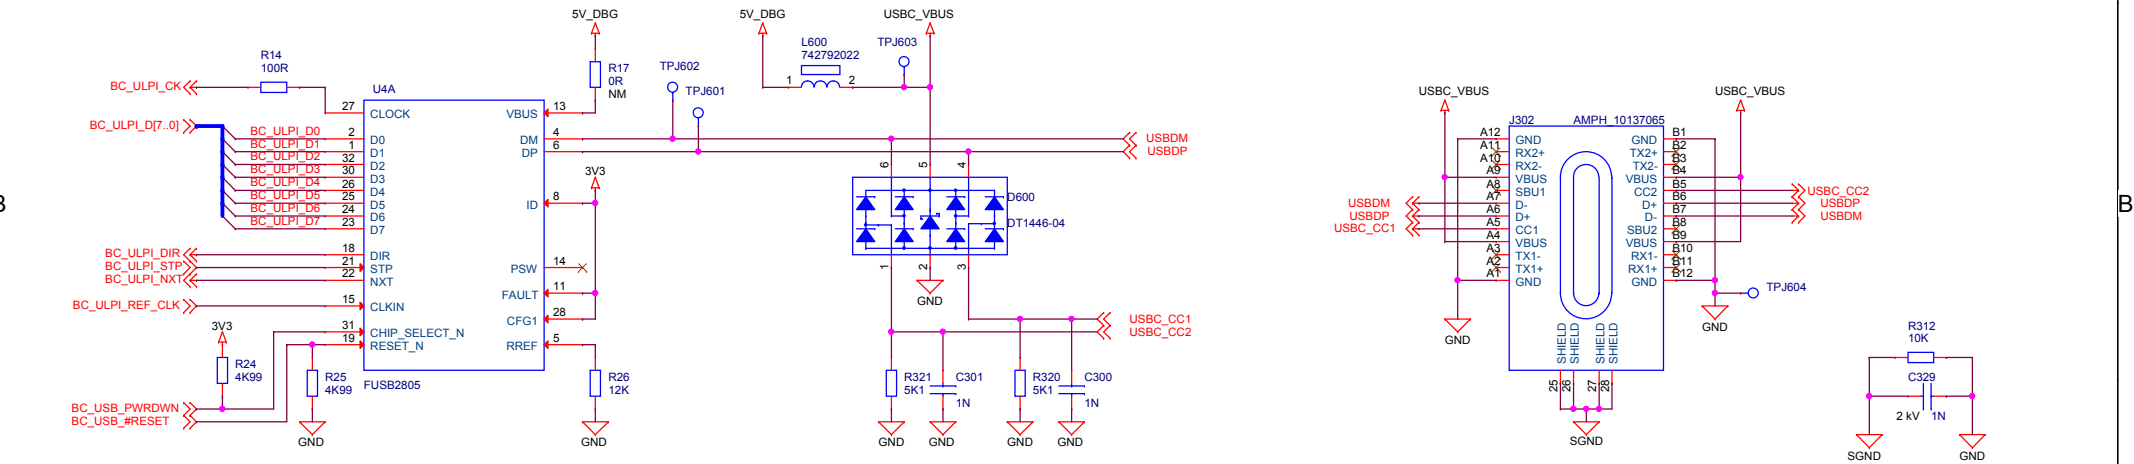 5V_DBG
5V_DBG
USBC_VBUS
R14
100R
R17
0R
NM
TPJ602
TPJ601
L600
742792022
1
2
TPJ603
BC_ULPI_CK
BC_ULPI_D[7..0]
BC_ULPI_D0
BC_ULPI_D1
BC_ULPI_D2
BC_ULPI_D3
BC_ULPI_D4
BC_ULPI_D5
BC_ULPI_D6
BC_ULPI_D7
BC_ULPI_DIR
BC_ULPI_STP
BC_ULPI_NXT
BC_ULPI_REF_CLK
3V3
R24
4K99
R25
4K99
GND
BC_USB_PWRDWN
BC_USB_#RESET
U4A
27 CLOCK
2 D0
1 D1
32 D2
30 D3
26 D4
25 D5
24 D6
23 D7
18 DIR
21 STP
22 NXT
15 CLKIN
31 CHIP_SELECT_N
19 RESET_N
VBUS 13
DM 4
DP 6
ID 8
PSW 14
FAULT 11
CFG1 28
RREF 5
FUSB2805
3V3
R26
12K
GND
USBDM
USBDP
6
5
4
D600
DT1446-04
1
2
3
GND
USBC_CC1
USBC_CC2
R321
5K1
C301
1N
R320
5K1
C300
1N
GND
GND
GND
GND
USBC_VBUS
USBC_VBUS
J302
AMPH_10137065
A12 GND
A11 RX2+
A10 RX2-
A9 VBUS
A8 SBU1
A7 D-
A6 D+
A5 CC1
A4 VBUS
A3 TX1-
A2 TX1+
A1 GND
GND B1
TX2+ B2
TX2- B3
VBUS B4
CC2 B5
D+ B6
D- B7
SBU2 B8
VBUS B9
RX1- B10
RX1+ B11
GND B12
USBDM
USBDP
USBC_CC1
USBC_CC2
USBDP
USBDM
TPJ604
GND
GND
SHIELD
SHIELD
SHIELD
SHIELD
25
26
27
28
SGND
R312
10K
C329
2 kV
1N
SGND
GND
B